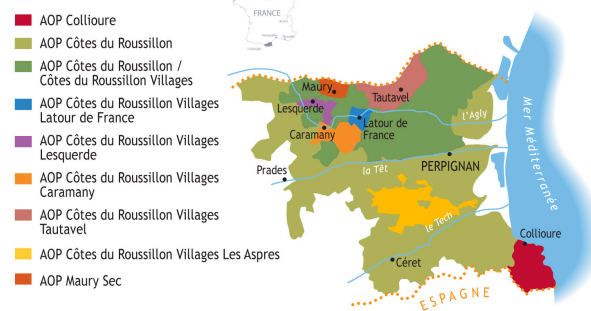 FRANCE
AOP Collioure
AOP Côtes du Roussillon
AOP Côtes du Roussillon /
Côtes du Roussillon Villages
AOP Côtes du Roussillon Villages
Latour de France
AOP Côtes du Roussillon Villages
Lesquerde
AOP Côtes du Roussillon Villages
Caramany
AOP Côtes du Roussillon Villages
Tautavel
AOP Côtes du Roussillon Villages Les Aspres
AOP Maury Sec
Maury
Tautavel
Lesquerde
l'Agly
Latour de
France
Caramany
Mer Méditerranée
Prades
la Têt
PERPIGNAN
le Tech
Collioure
Céret
ESPAGNE